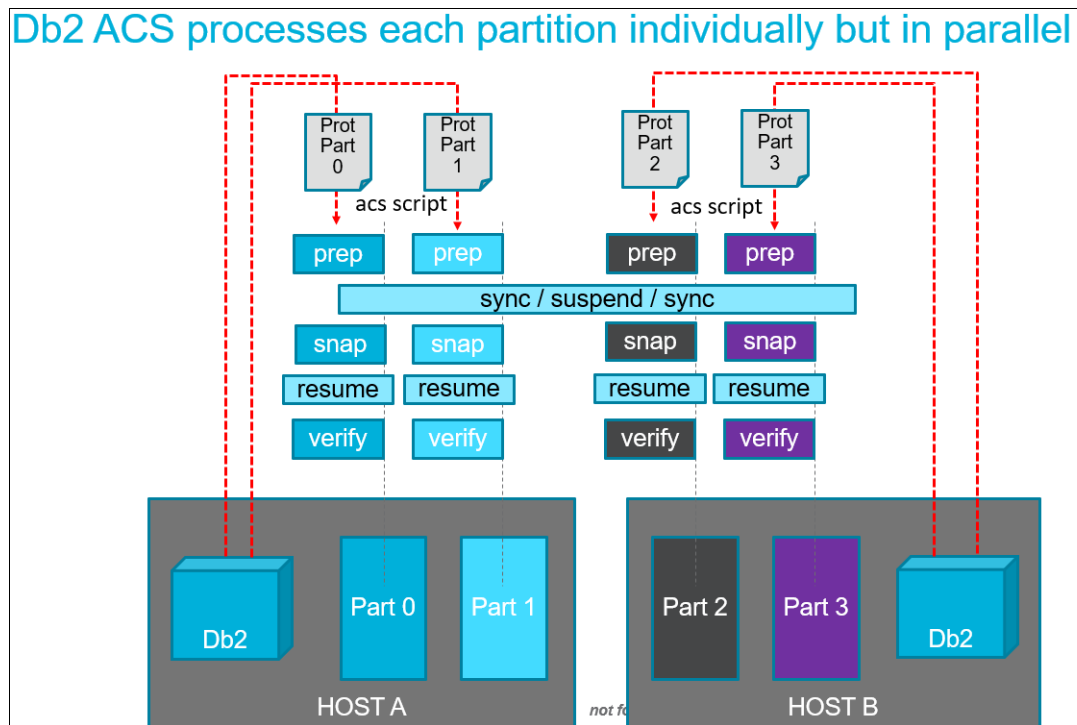 Db2 ACS processes each partition individually but in parallel
Prot
Part
0
Prot
Part
1
Prot
Part
2
Prot
Part
3
acs script
acs script
prep
prep
prep
prep
sync / suspend / sync
snap
snap
snap
snap
resume
resume
resume
resume
verify
verify
verify
verify
Db2
Part 0
Part 1
Part 2
Part 3
Db2
HOST A
not
HOST B